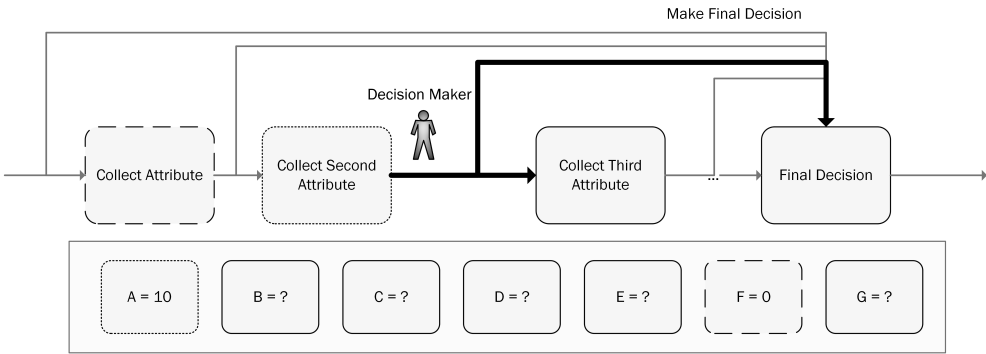 Make Final Decision
Decision Maker
Collect Attribute
Collect Second
Attribute
Collect Third
Attribute
...
Final Decision
A = 10
B = ?
C = ?
D = ?
E = ?
F = 0
G = ?